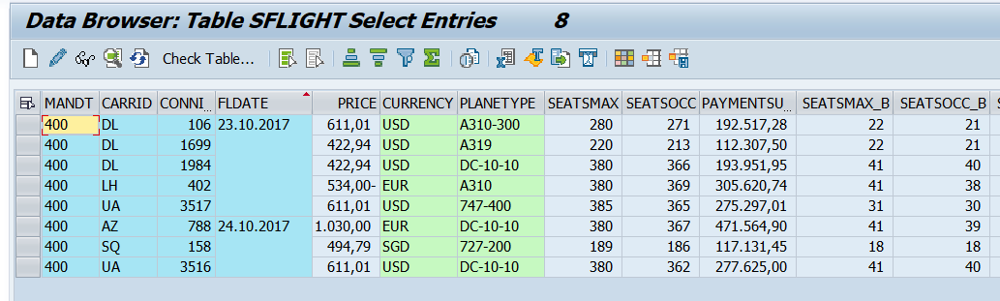 Data Browser: Table SFLIGHT Select Entries 8
Check Table...
MANDT CARRID CONNI... FLDATE PRICE CURRENCY PLANETYPE SEATSMAX SEATSOCC PAYMENTSU... SEATSMAX_B SEATSOCC_B
400 DL 106 23.10.2017 611,01 USD A310-300 280 271 192.517,28 22 21
400 DL 1699 422,94 USD A319 220 213 112.307,50 22 21
400 DL 1984 422,94 USD DC-10-10 380 366 193.951,95 41 40
400 LH 402 534,00- EUR A310 380 369 305.620,74 41 38
400 UA 3517 611,01 USD 747-400 385 365 275.297,01 31 30
400 AZ 788 24.10.2017 1.030,00 EUR DC-10-10 380 367 471.564,90 41 39
400 SQ 158 494,79 SGD 727-200 189 186 117.131,45 18 18
400 UA 3516 611,01 USD DC-10-10 380 362 277.625,00 41 40